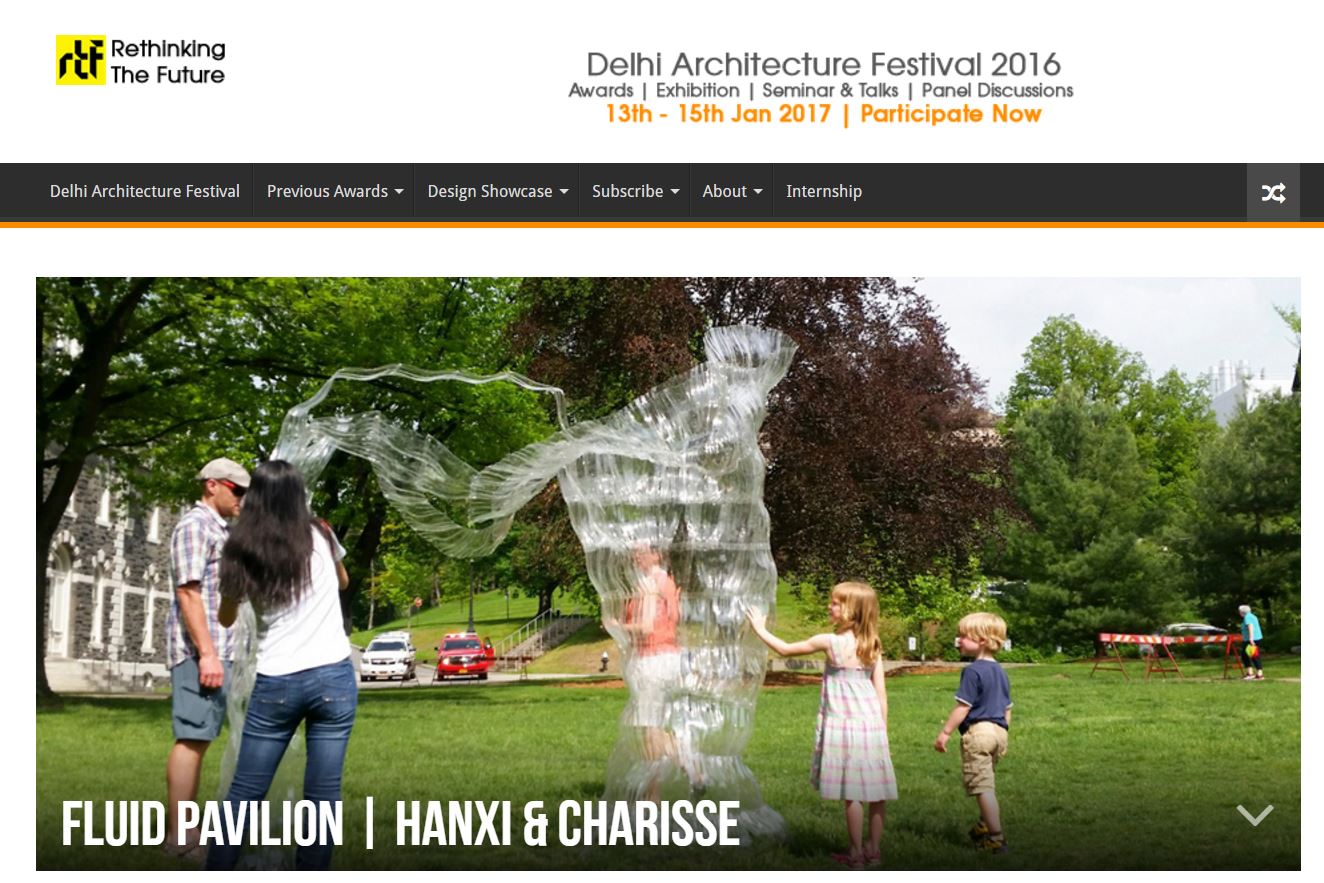 rtf Rethinking
The Future
Delhi Architecture Festival 2016
Awards | Exhibition | Seminar & Talks | Panel Discussions
13th - 15th Jan 2017 | Participate Now
Delhi Architecture Festival Previous Awards Design Showcase Subscribe About Internship
FLUID PAVILION | HANXI & CHARISSE